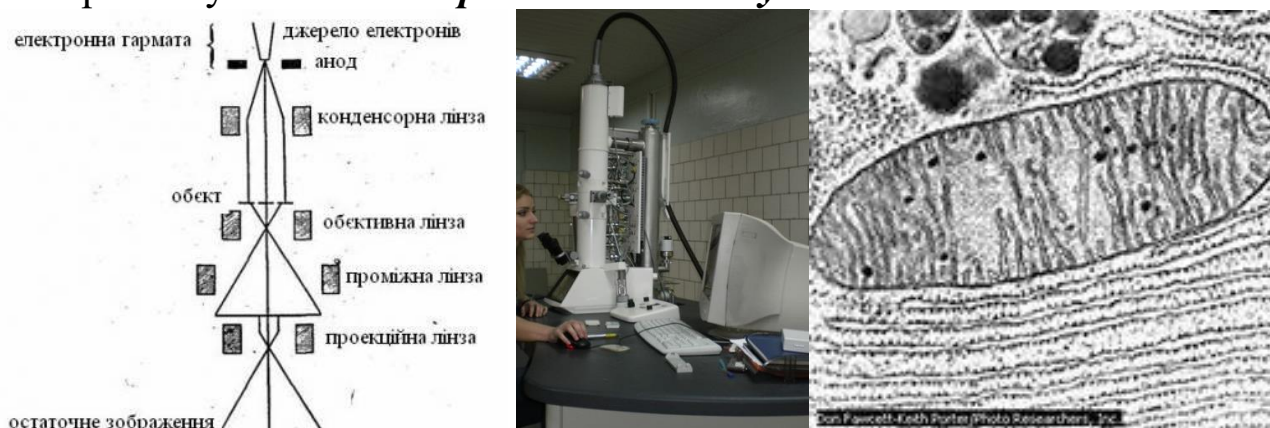 електронна гармата
джерело електронів
анод
конденсорна лінза
обєкт
обєктивна лінза
проміжна лінза
проекційна лінза
остаточне зображення
Don Fawcett-Keith Porter/Photo Researchers, Inc.